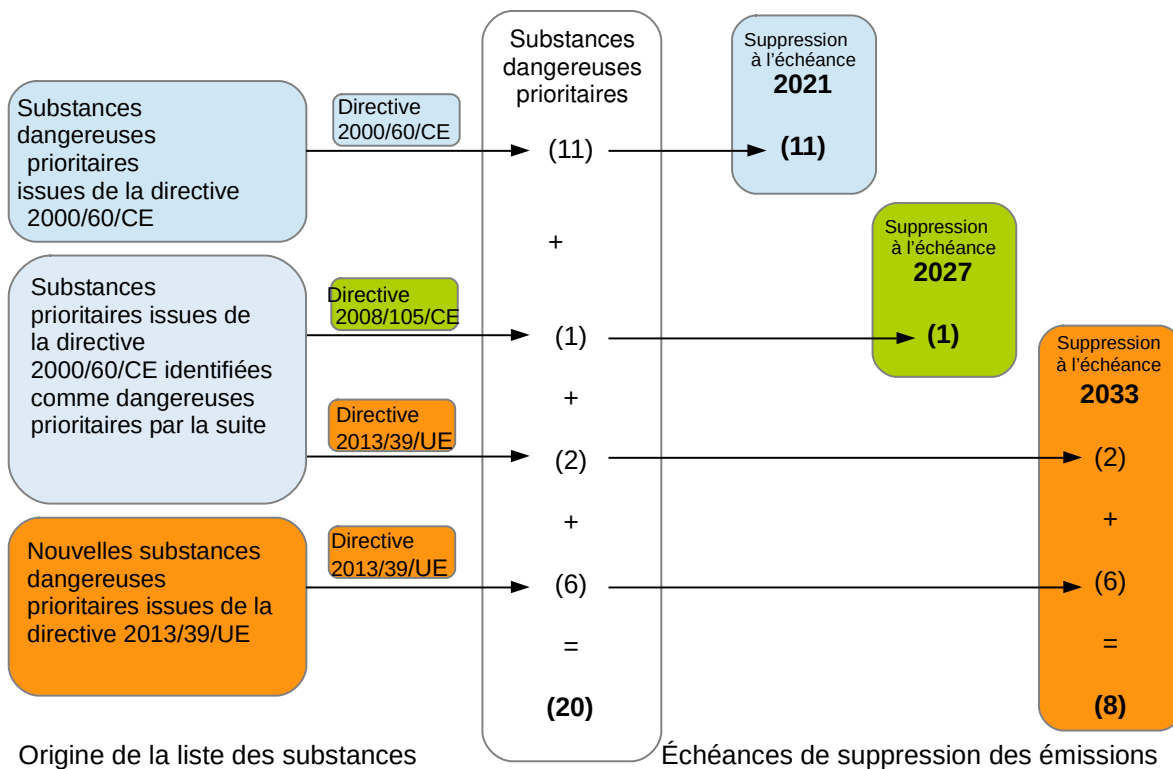 Substances
dangereuses
prioritaires
issues de la directive
2000/60/CE
Directive
2000/60/CE
Substances
dangereuses
prioritaires
(11)
Suppression
à l’échéance
2021
(11)
+
Substances
prioritaires issues de
la directive
2000/60/CE identifiées
comme dangereuses
prioritaires par la suite
Directive
2008/105/CE
(1)
Suppression
à l’échéance
2027
(1)
+
Directive
2013/39/UE
(2)
Suppression
à l’échéance
2033
(2)
+
+
Nouvelles substances
dangereuses
prioritaires issues de la
directive 2013/39/UE
Directive
2013/39/UE
(6)
(6)
=
=
(20)
(8)
Origine de la liste des substances
Échéances de suppression des émissions